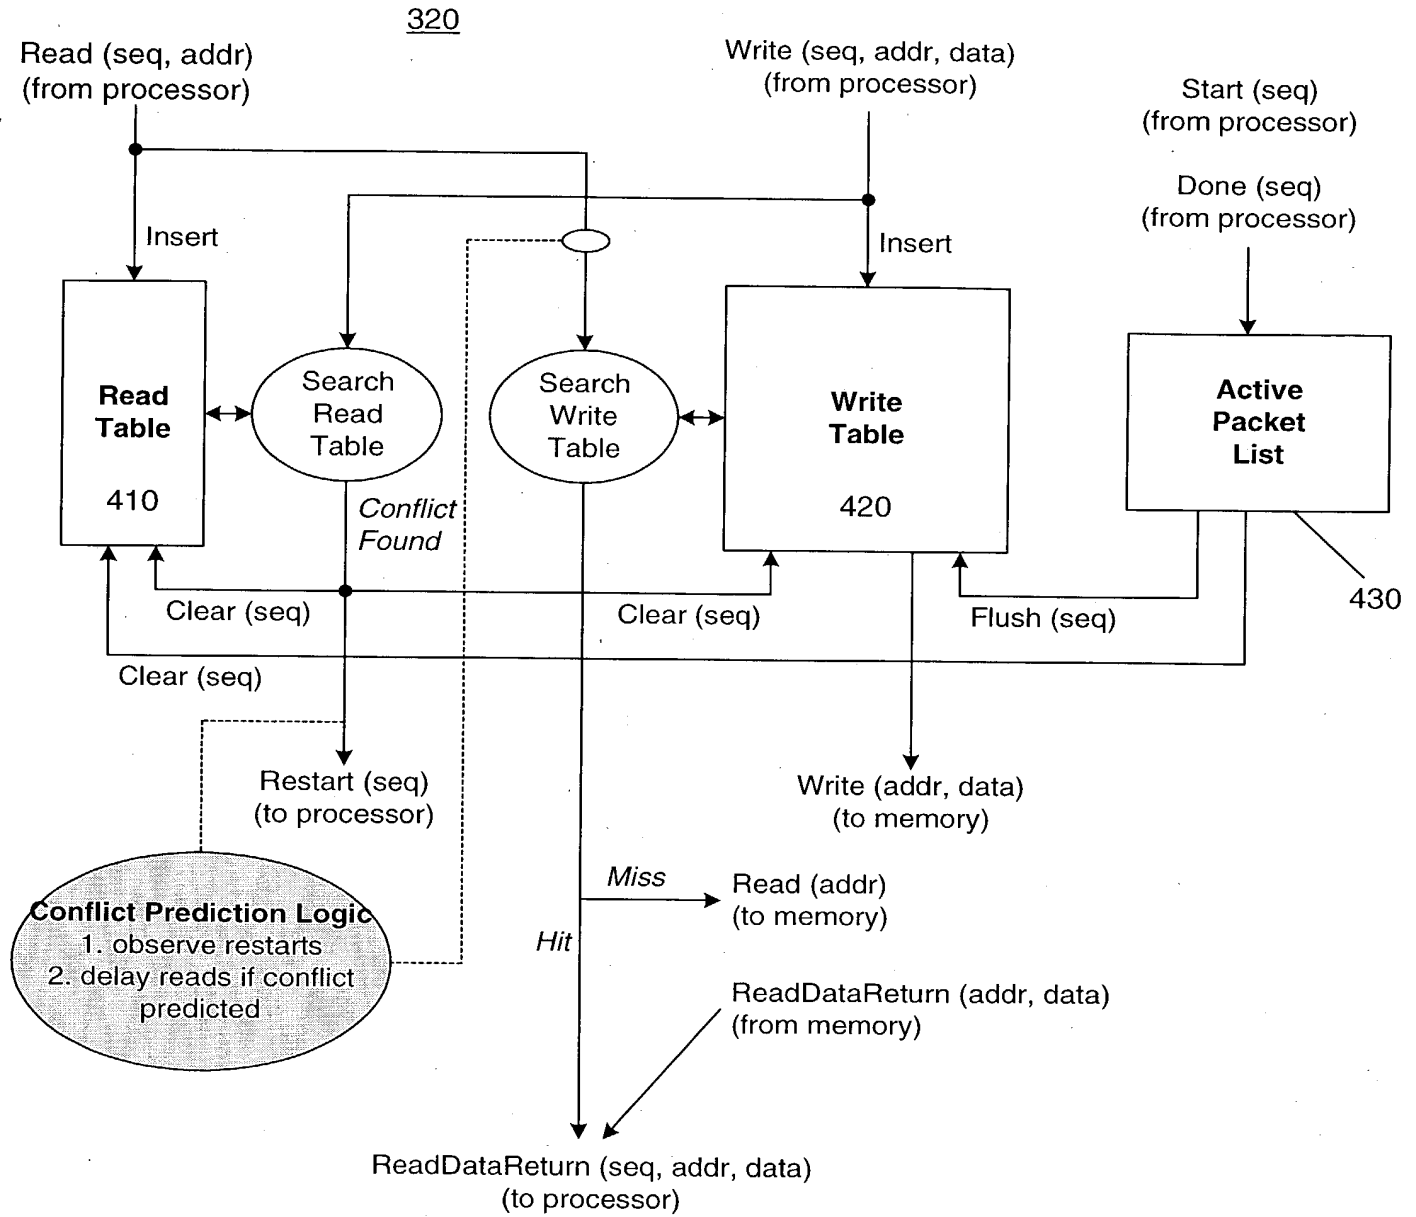 320
Read (seq, addr)
(from processor)
Write (seq, addr, data)
(from processor)
Start (seq)
(from processor)
Done (seq)
(from processor)
Insert
Insert
Read
Table
410
Search
Read
Table
Search
Write
Table
Write
Table
420
Active
Packet
List
430
Conflict
Found
Clear (seq)
Clear (seq)
Flush (seq)
Clear (seq)
Restart (seq)
(to processor)
Write (addr, data)
(to memory)
Conflict Prediction Logic
1. observe restarts
2. delay reads if conflict
predicted
Miss
Read (addr)
(to memory)
Hit
ReadDataReturn (addr, data)
(from memory)
ReadDataReturn (seq, addr, data)
(to processor)